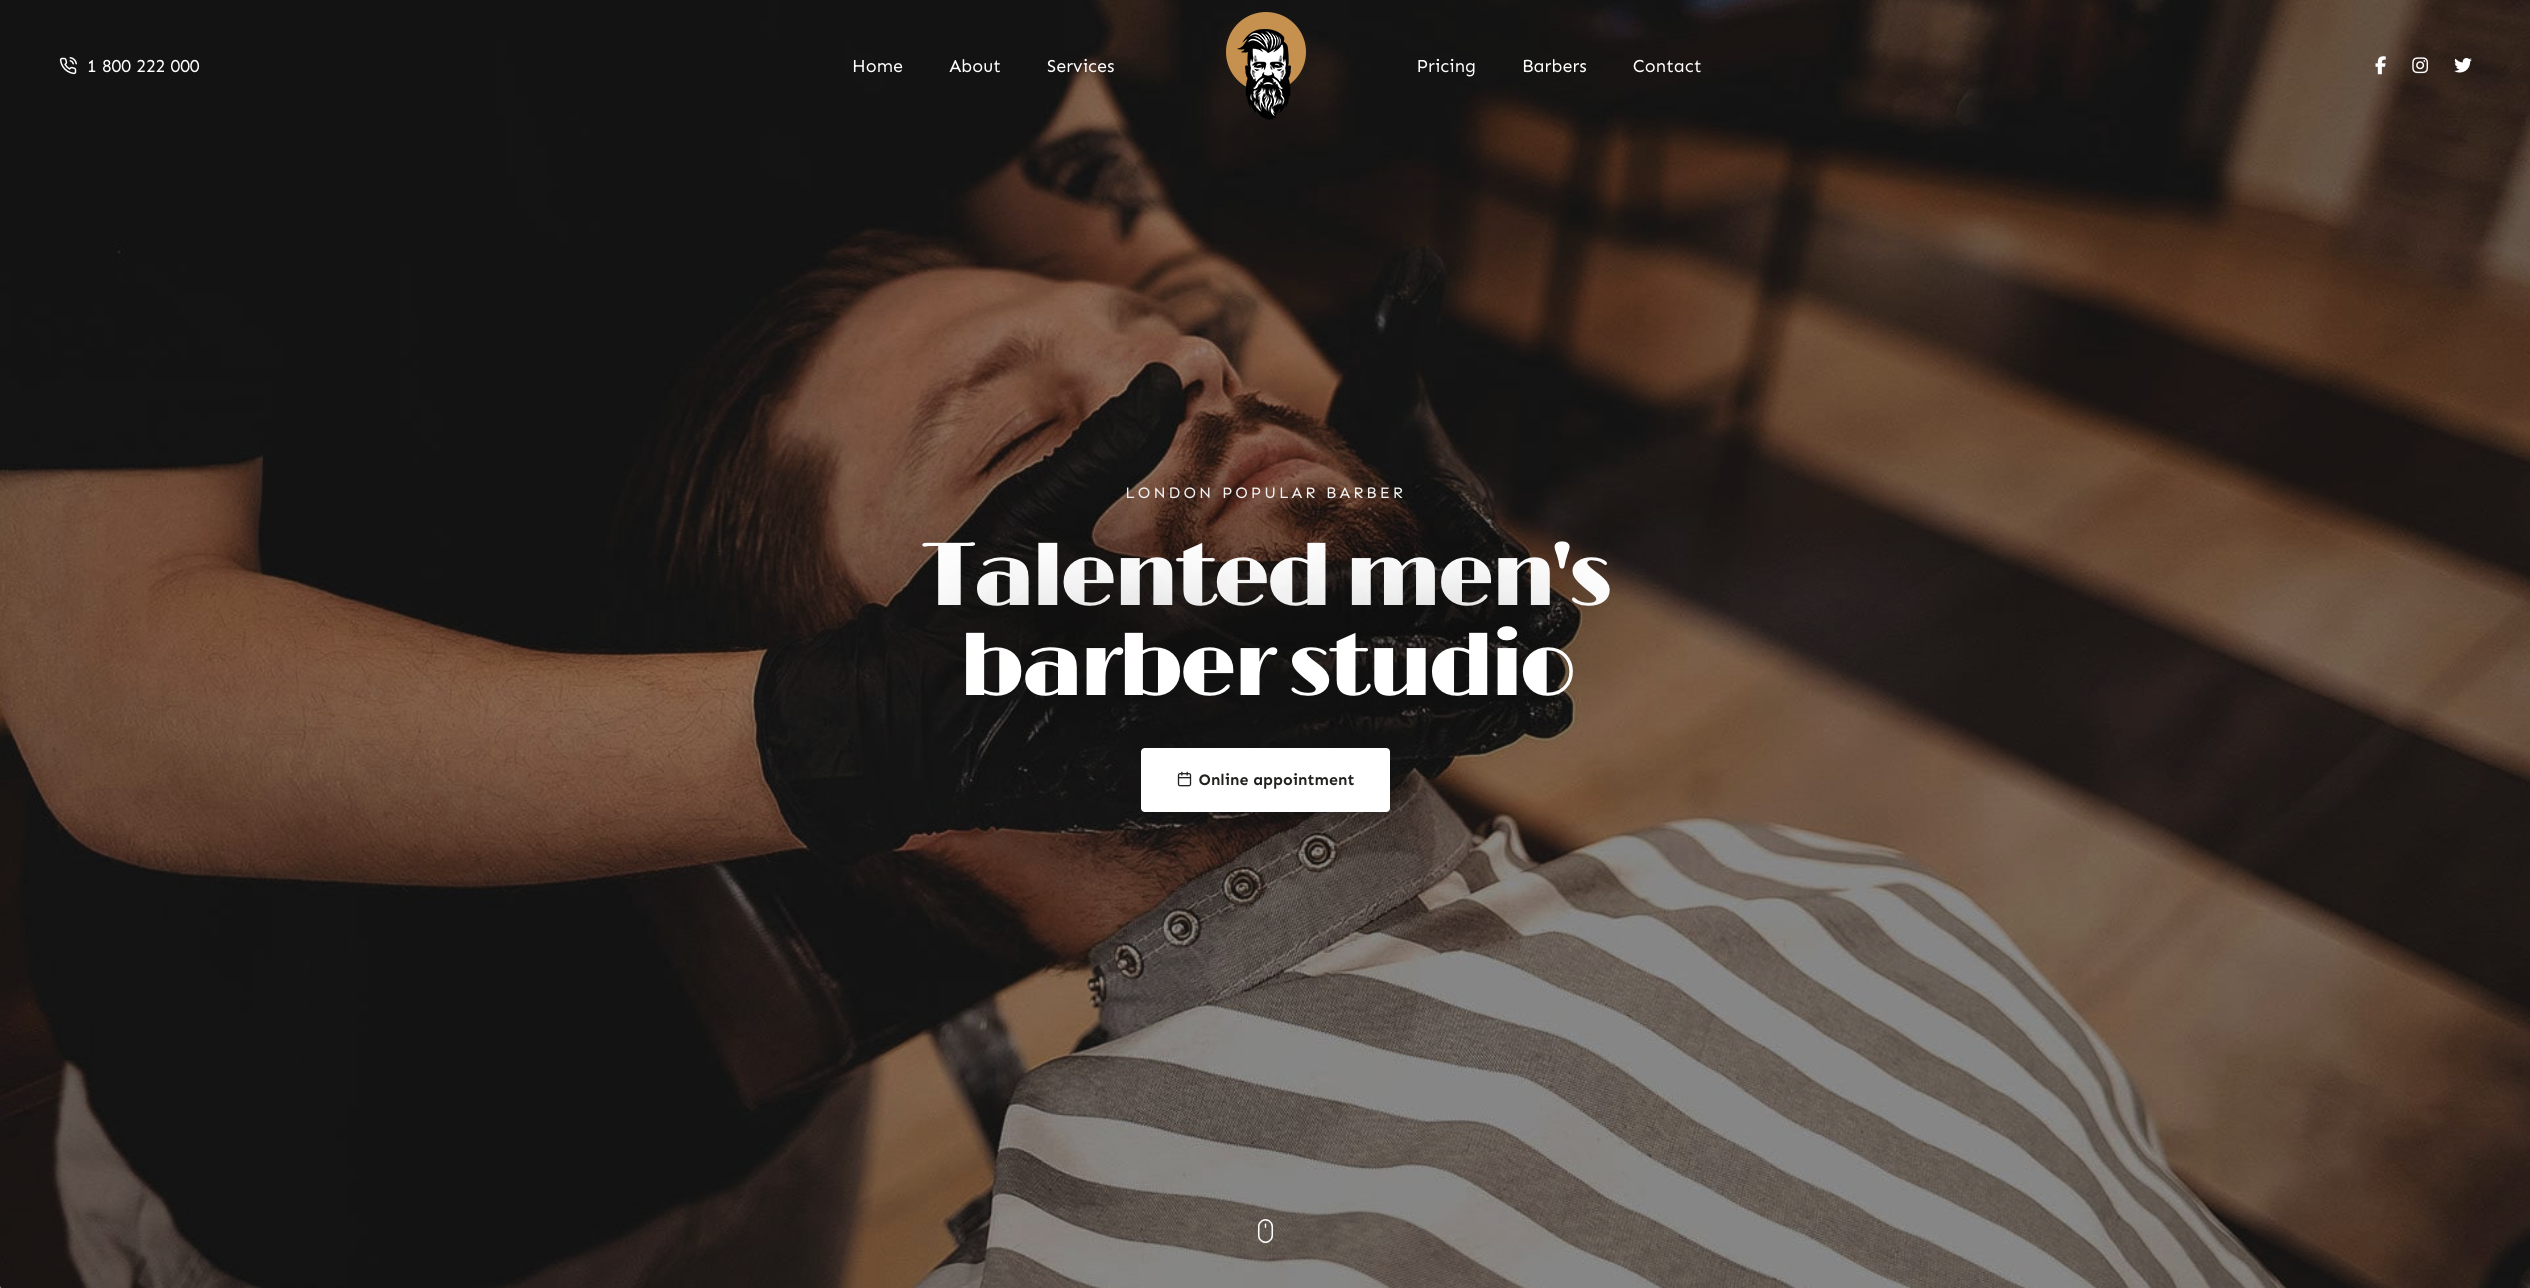 1 800 222 000
Home About Services Pricing Barbers Contact
LONDON POPULAR BARBER
Talented men's
barber studio
Online appointment